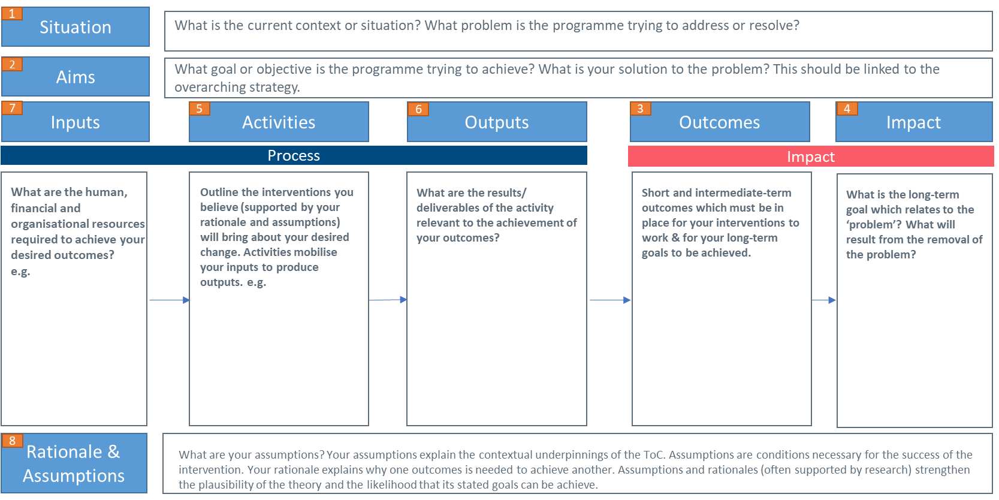 1
Situation
What is the current context or situation? What problem is the programme trying to address or resolve?
2
Aims
What goal or objective is the programme trying to achieve? What is your solution to the problem? This should be linked to the
overarching strategy.
7
Inputs
5
Activities
6
Outputs
3
Outcomes
4
Impact
Process
Impact
What are the human,
financial and
organisational resources
required to achieve your
desired outcomes?
e.g.
Outline the interventions you
believe (supported by your
rationale and assumptions)
will bring about your desired
change. Activities mobilise
your inputs to produce
outputs. e.g.
What are the results/
deliverables of the activity
relevant to the achievement of
your outcomes?
Short and intermediate-term
outcomes which must be in
place for your interventions to
work & for your long-term
goals to be achieved.
What is the long-term
goal which relates to the
‘problem’? What will
result from the removal of
the problem?
8
Rationale &
Assumptions
What are your assumptions? Your assumptions explain the contextual underpinnings of the ToC. Assumptions are conditions necessary for the success of the
intervention. Your rationale explains why one outcomes is needed to achieve another. Assumptions and rationales (often supported by research) strengthen
the plausibility of the theory and the likelihood that its stated goals can be achieve.